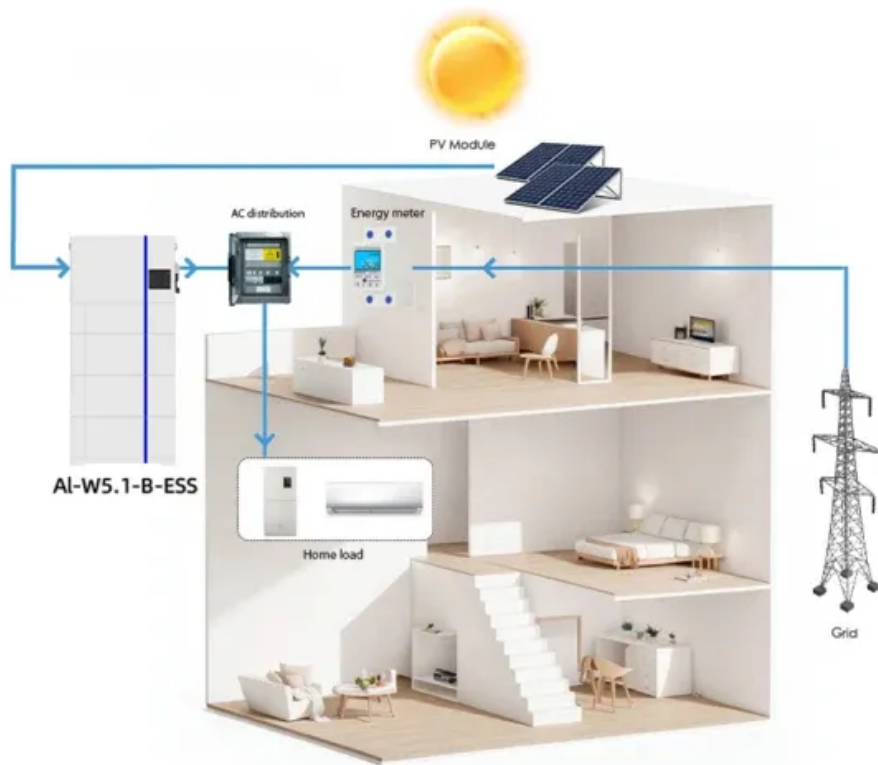 PV Module
AC distribution
Energy meter
Al-W5.1-B-ESS
Home load
Grid